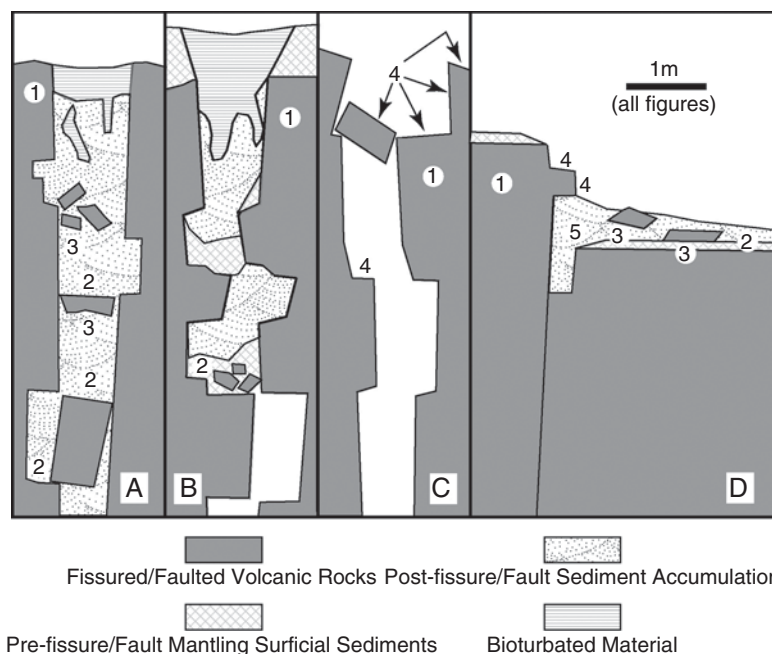 1
3
2
3
2
2
A
1
2
B
4
1
4
C
1m
(all figures)
1
4
4
5
3
3
2
D
Fissured/Faulted Volcanic Rocks
Post-fissure/Fault Sediment Accumulation
Pre-fissure/Fault Mantling Surficial Sediments
Bioturbated Material